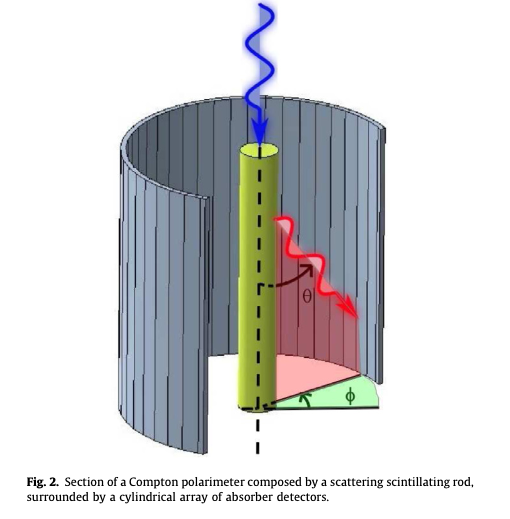 θ
ϕ
Fig. 2. Section of a Compton polarimeter composed by a scattering scintillating rod,
surrounded by a cylindrical array of absorber detectors.